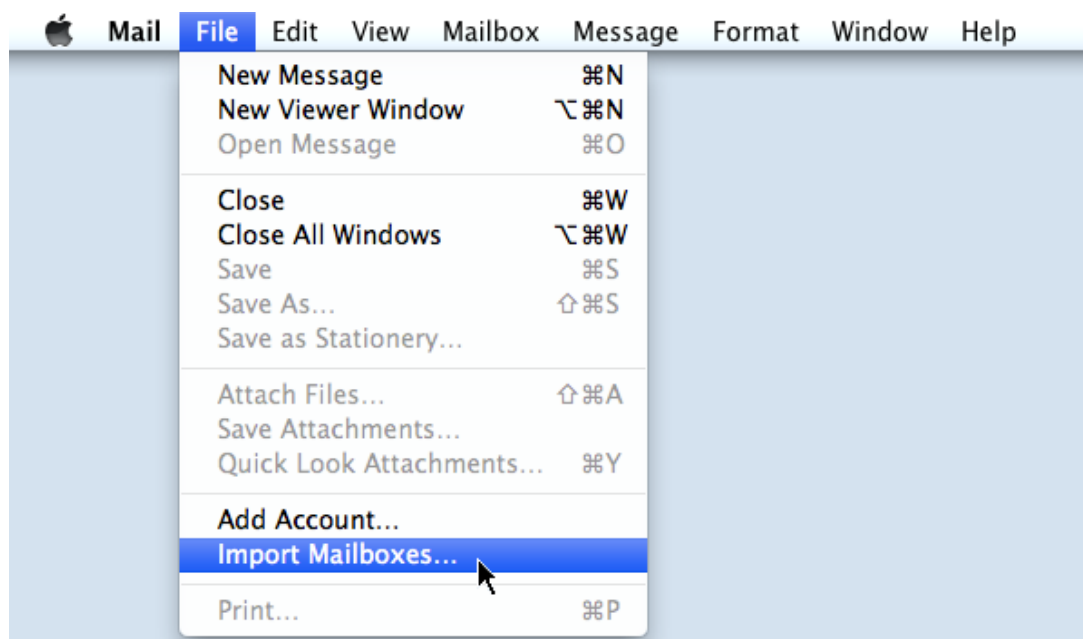 Mail File Edit View Mailbox Message Format Window Help
New Message ⌘N
New Viewer Window ⌥⌘N
Open Message ⌘O
Close ⌘W
Close All Windows ⌥⌘W
Save ⌘S
Save As... ⇧⌘S
Save as Stationery...
Attach Files... ⇧⌘A
Save Attachments...
Quick Look Attachments... ⌘Y
Add Account...
Import Mailboxes...
Print... ⌘P